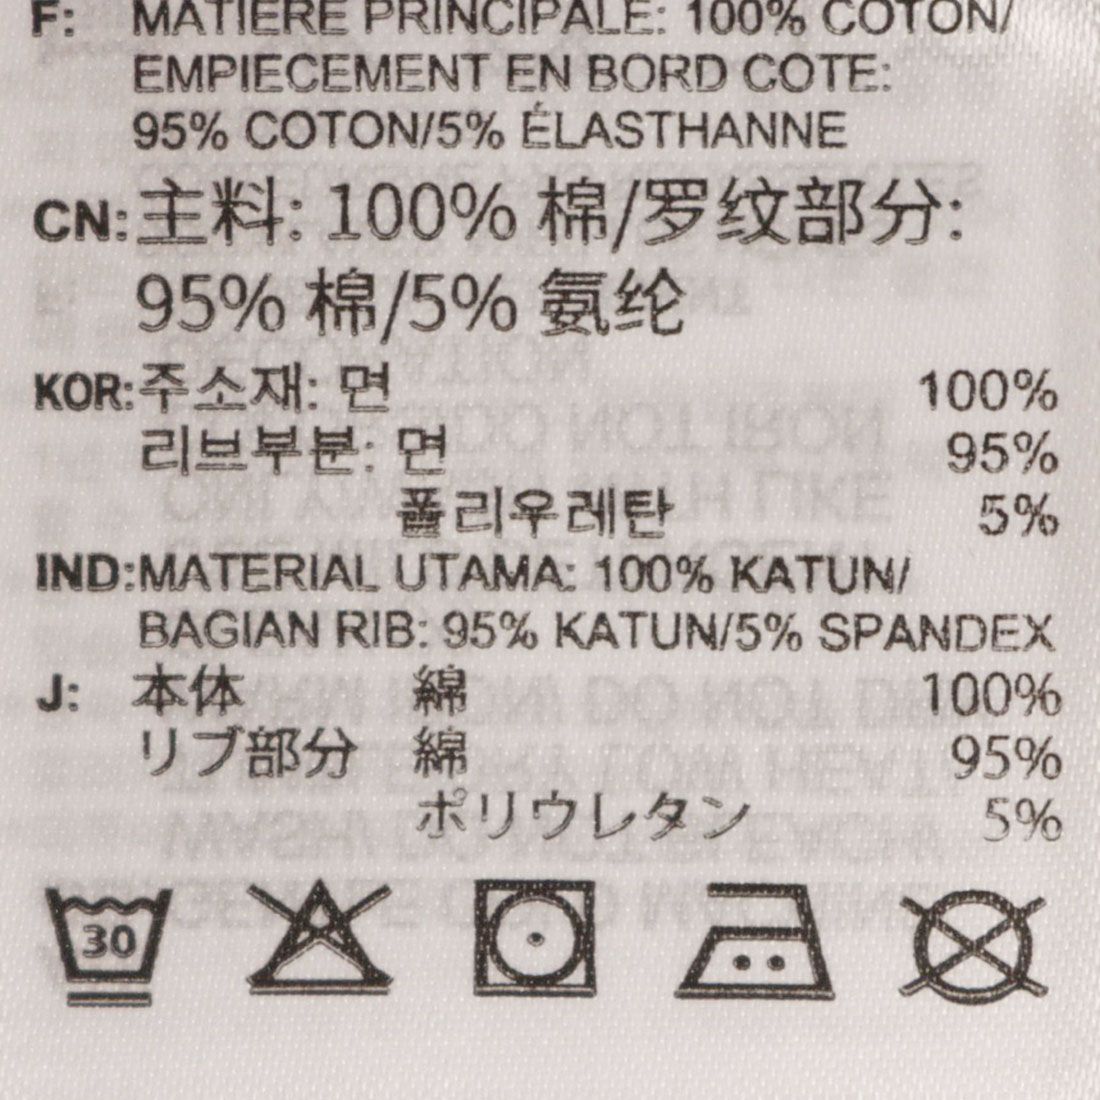 F: MATIÈRE PRINCIPALE: 100% COTON/
EMPIECEMENT EN BORD COTE:
95% COTON/5% ÉLASTHANNE
CN: 主料: 100% 棉/罗纹部分:
95% 棉/5% 氨纶
KOR: 주소재: 면 100%
리브부분: 면 95%
폴리우레탄 5%
IND: MATERIAL UTAMA: 100% KATUN/
BAGIAN RIB: 95% KATUN/5% SPANDEX
J: 本体 綿 100%
リブ部分 綿 95%
ポリウレタン 5%
30